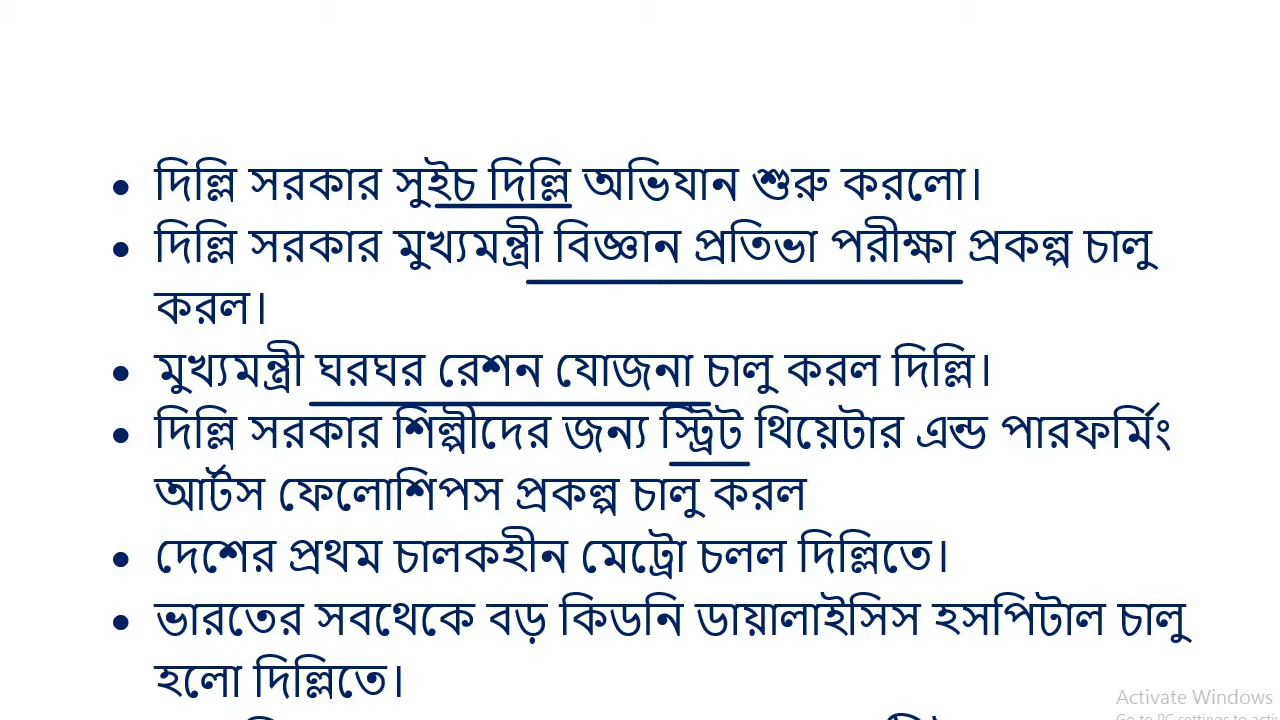 • দিল্লি সরকার সুইচ দিল্লি অভিযান শুরু করলো।
• দিল্লি সরকার মুখ্যমন্ত্রী বিজ্ঞান প্রতিভা পরীক্ষা প্রকল্প চালু
করল।
• মুখ্যমন্ত্রী ঘরঘর রেশন যোজনা চালু করল দিল্লি।
• দিল্লি সরকার শিল্পীদের জন্য স্ট্রিট থিয়েটার এন্ড পারফর্মিং
আর্টস ফেলোশিপস প্রকল্প চালু করল
• দেশের প্রথম চালকহীন মেট্রো চলল দিল্লিতে।
• ভারতের সবথেকে বড় কিডনি ডায়ালাইসিস হসপিটাল চালু
হলো দিল্লিতে।
Activate Windows
Go to PC settings to